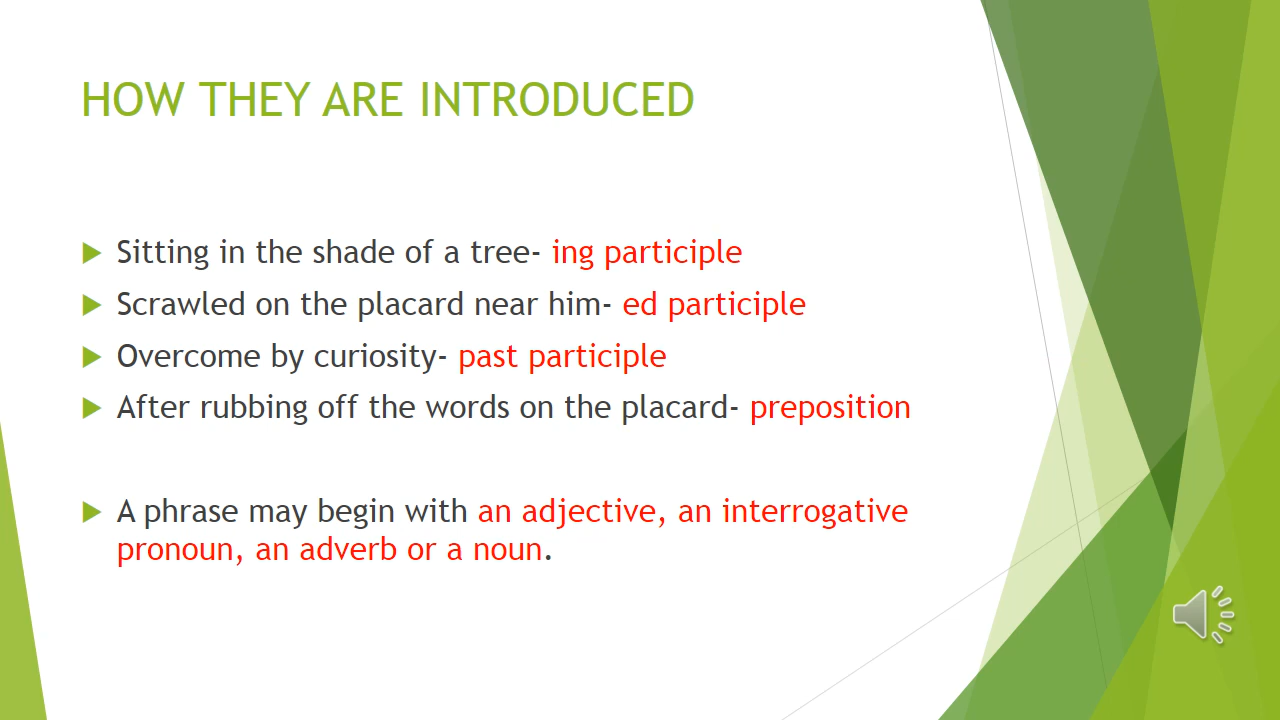 HOW THEY ARE INTRODUCED
Sitting in the shade of a tree- ing participle
Scrawled on the placard near him- ed participle
Overcome by curiosity- past participle
After rubbing off the words on the placard- preposition
A phrase may begin with an adjective, an interrogative
pronoun, an adverb or a noun.